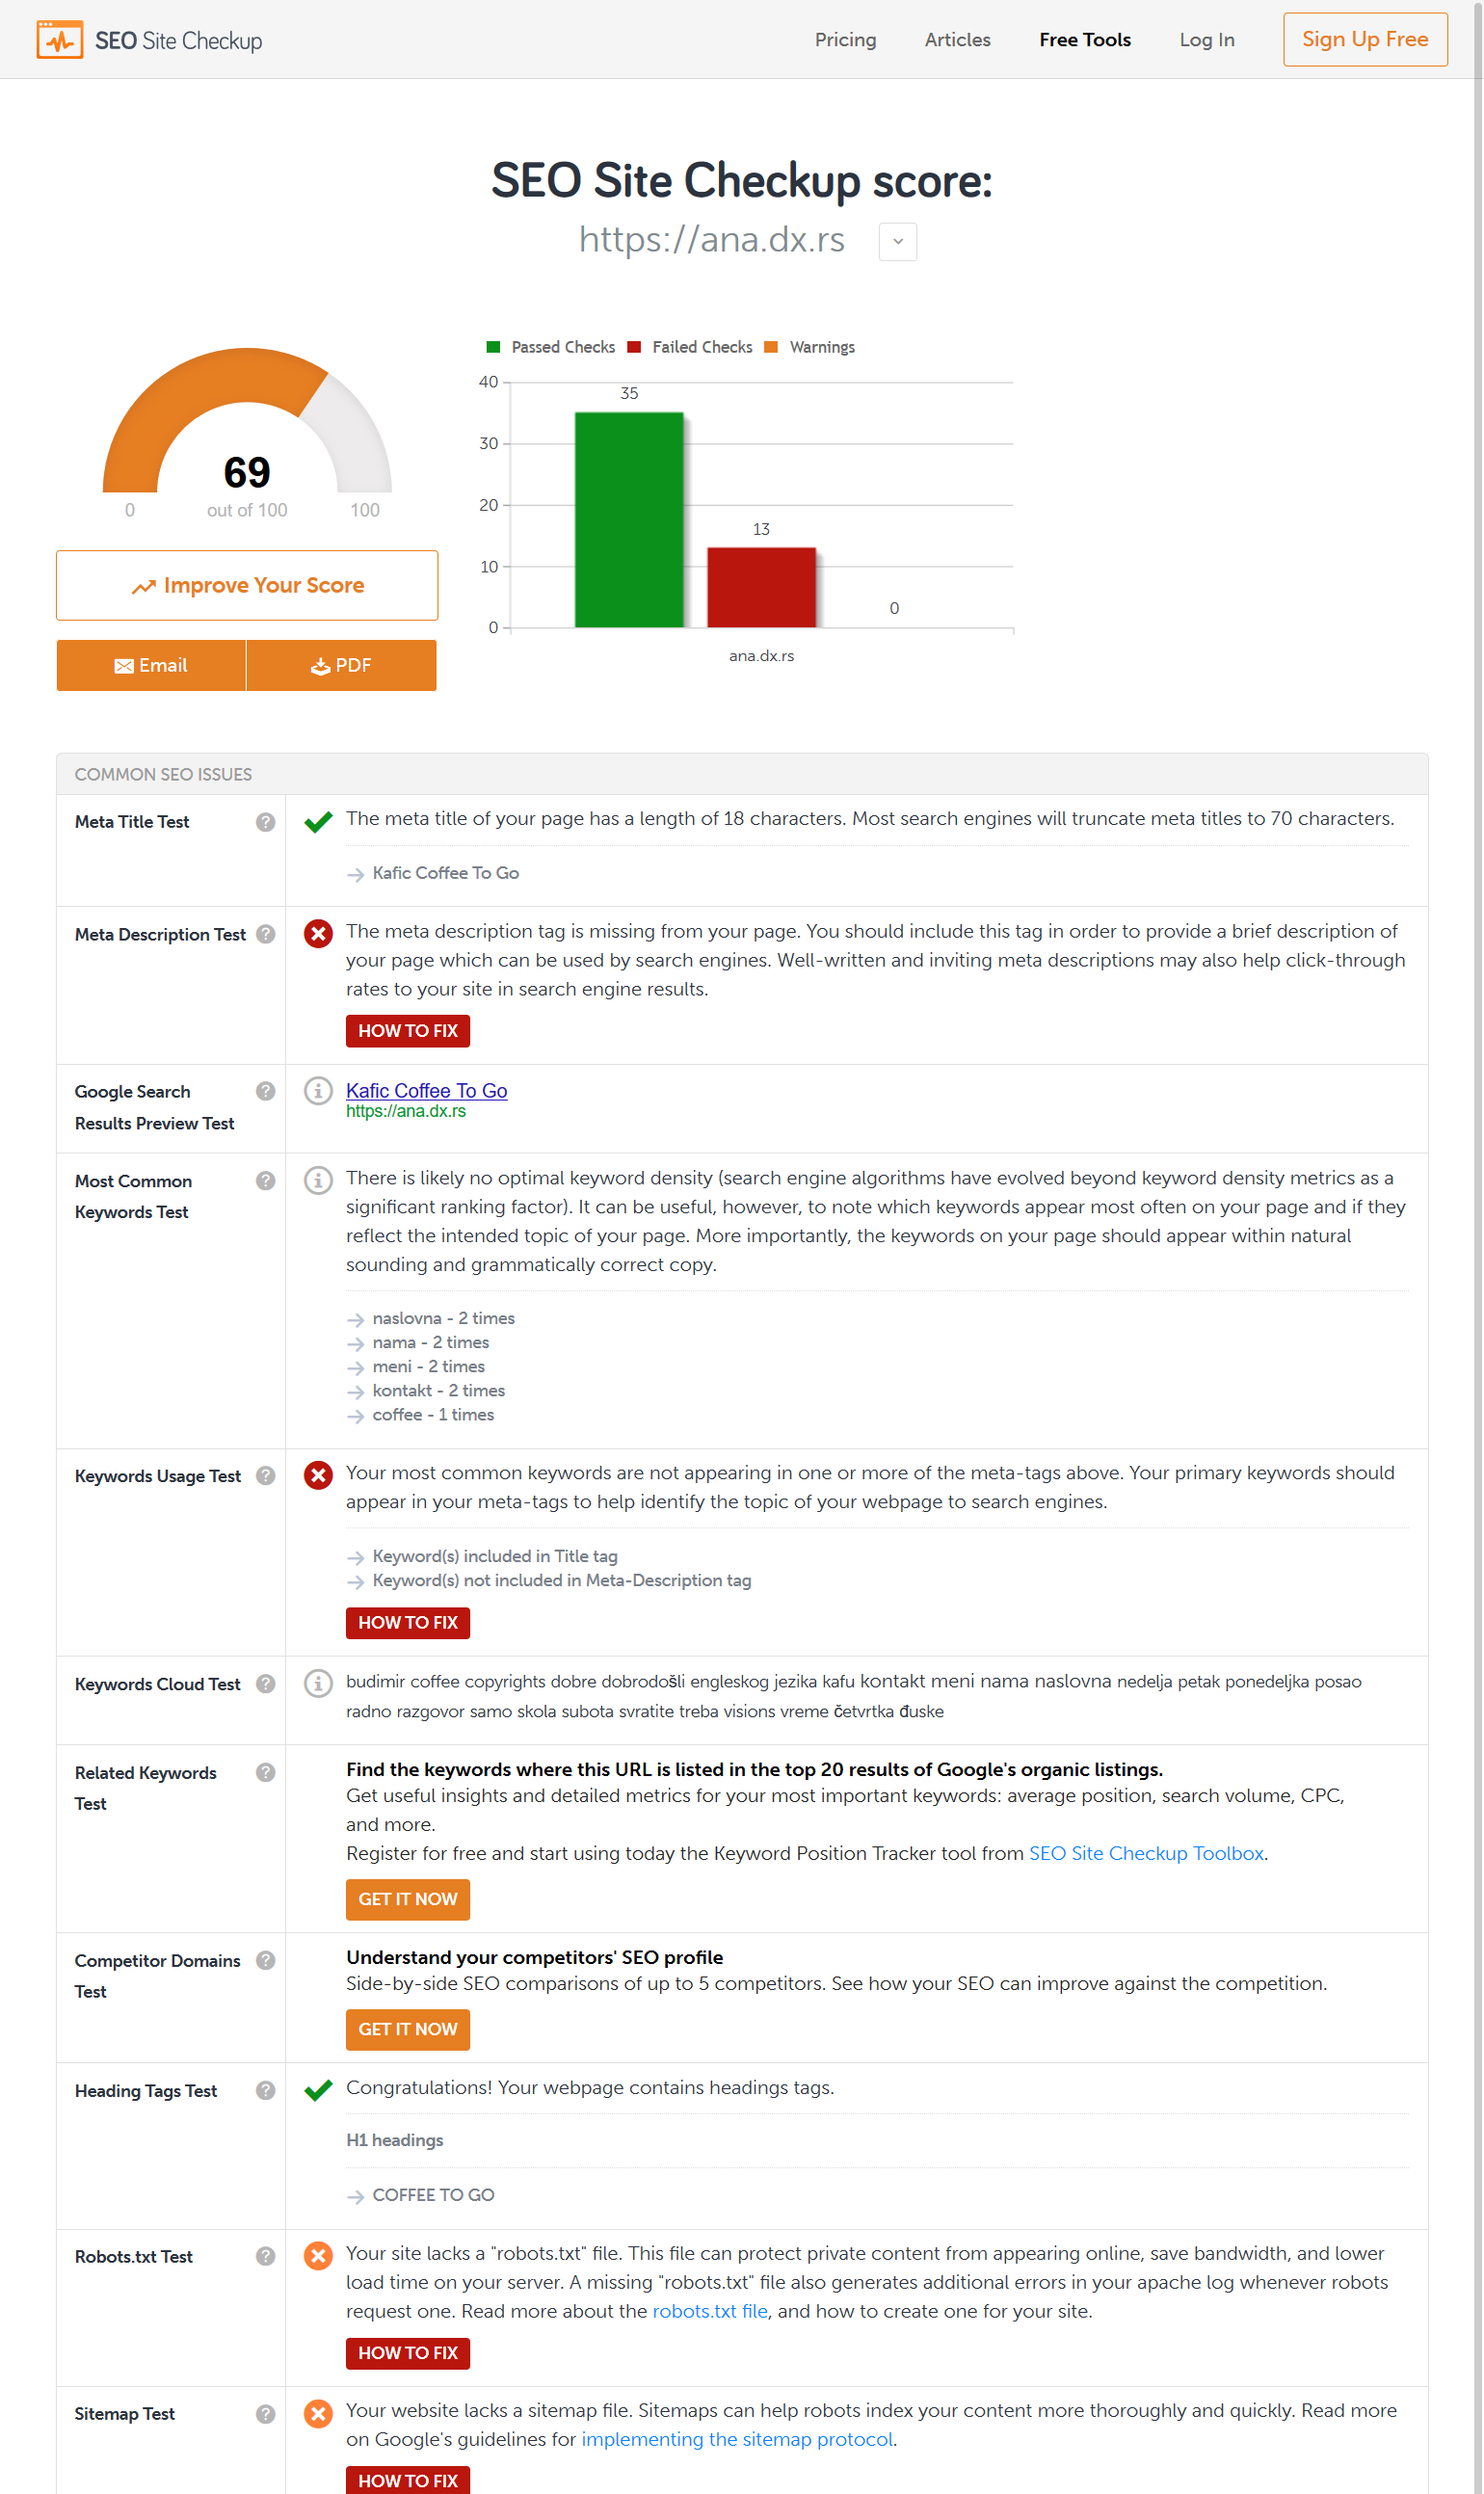 SEO Site Checkup
Pricing
Articles
Free Tools
Log In
Sign Up Free
SEO Site Checkup score:
https://ana.dx.rs
69
0
out of 100
100
Improve Your Score
Email
PDF
Passed Checks
Failed Checks
Warnings
40
30
20
10
0
35
13
0
ana.dx.rs
COMMON SEO ISSUES
Meta Title Test
?
The meta title of your page has a length of 18 characters. Most search engines will truncate meta titles to 70 characters.
Kafic Coffee To Go
Meta Description Test
?
The meta description tag is missing from your page. You should include this tag in order to provide a brief description of
your page which can be used by search engines. Well-written and inviting meta descriptions may also help click-through
rates to your site in search engine results.
HOW TO FIX
Google Search
Results Preview Test
?
Kafic Coffee To Go
https://ana.dx.rs
Most Common
Keywords Test
?
There is likely no optimal keyword density (search engine algorithms have evolved beyond keyword density metrics as a
significant ranking factor). It can be useful, however, to note which keywords appear most often on your page and if they
reflect the intended topic of your page. More importantly, the keywords on your page should appear within natural
sounding and grammatically correct copy.
naslovna - 2 times
nama - 2 times
meni - 2 times
kontakt - 2 times
coffee - 1 times
Keywords Usage Test
?
Your most common keywords are not appearing in one or more of the meta-tags above. Your primary keywords should
appear in your meta-tags to help identify the topic of your webpage to search engines.
Keyword(s) included in Title tag
Keyword(s) not included in Meta-Description tag
HOW TO FIX
Keywords Cloud Test
?
budimir coffee copyrights dobre dobrodošli engleskog jezika kafu kontakt meni nama naslovna nedelja petak ponedeljka posao
radno razgovor samo skola subota svratite treba visions vreme četvrtka đuske
Related Keywords
Test
?
Find the keywords where this URL is listed in the top 20 results of Google's organic listings.
Get useful insights and detailed metrics for your most important keywords: average position, search volume, CPC,
and more.
Register for free and start using today the Keyword Position Tracker tool from SEO Site Checkup Toolbox.
GET IT NOW
Competitor Domains
Test
?
Understand your competitors' SEO profile
Side-by-side SEO comparisons of up to 5 competitors. See how your SEO can improve against the competition.
GET IT NOW
Heading Tags Test
?
Congratulations! Your webpage contains headings tags.
H1 headings
COFFEE TO GO
Robots.txt Test
?
Your site lacks a "robots.txt" file. This file can protect private content from appearing online, save bandwidth, and lower
load time on your server. A missing "robots.txt" file also generates additional errors in your apache log whenever robots
request one. Read more about the robots.txt file, and how to create one for your site.
HOW TO FIX
Sitemap Test
?
Your website lacks a sitemap file. Sitemaps can help robots index your content more thoroughly and quickly. Read more
on Google's guidelines for implementing the sitemap protocol.
HOW TO FIX